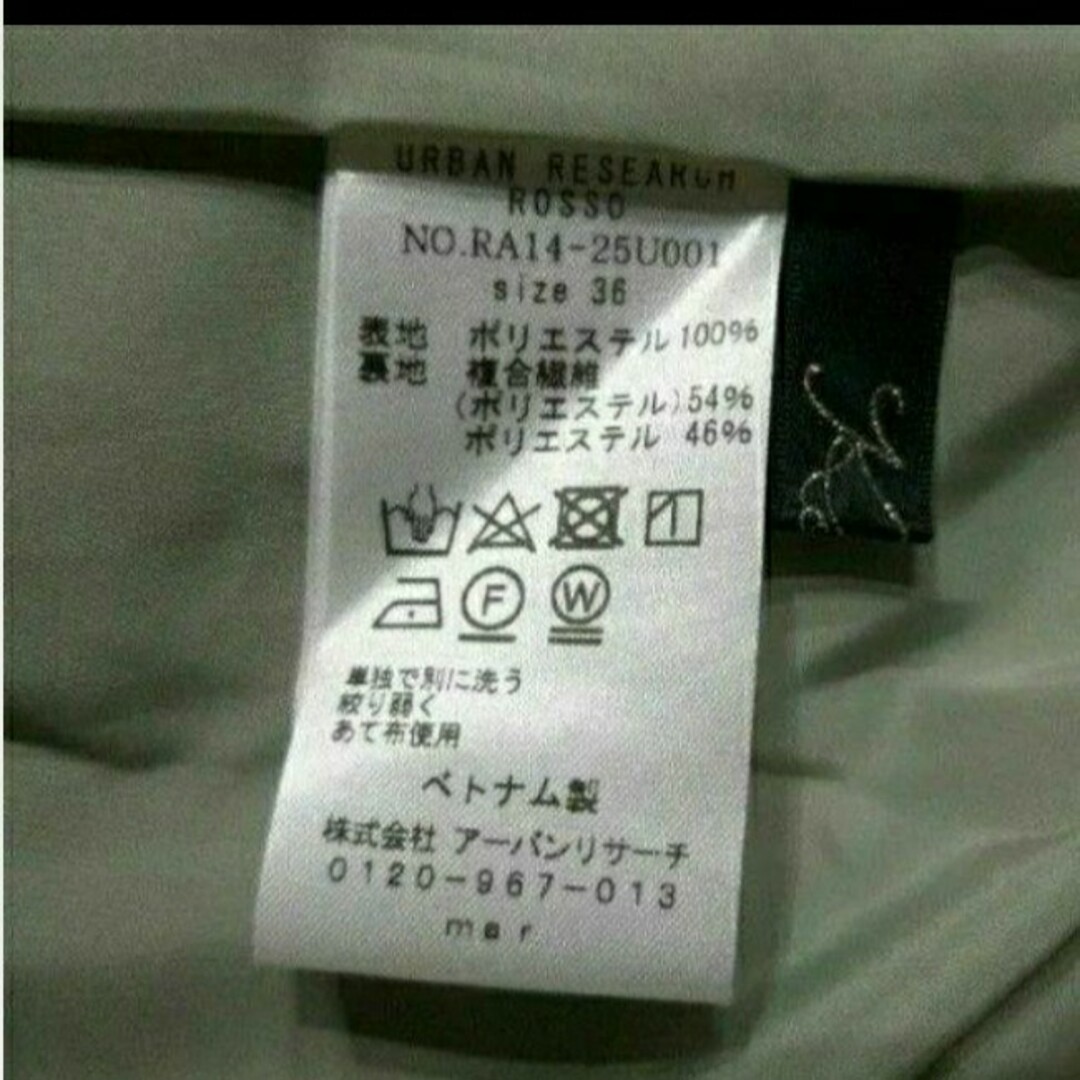 URBAN RESEARCH
ROSSO
NO.RA14-25U001
size 36
表地 ポリエステル 100%
裏地 複合繊維
(ポリエステル) 54%
ポリエステル 46%
F W
単独で別に洗う
絞り弱く
あて布使用
ベトナム製
株式会社 アーバンリサーチ
0120-967-013
mar